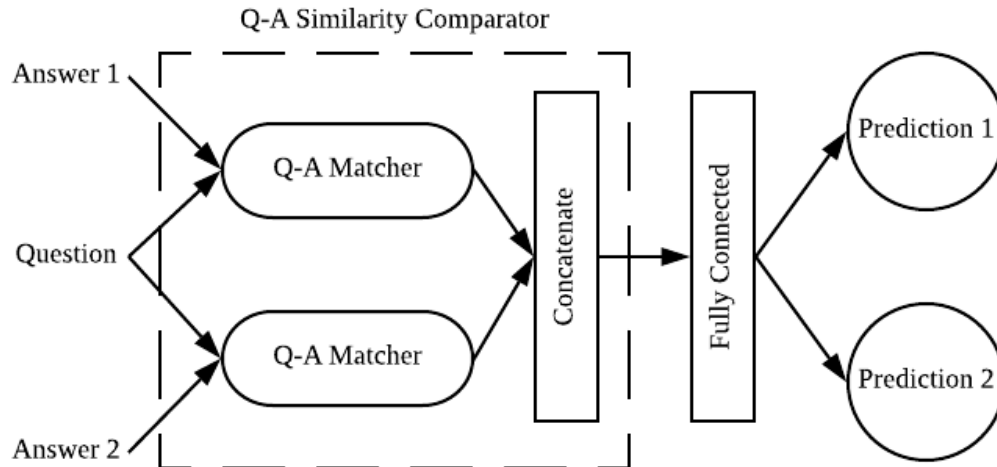 Q-A Similarity Comparator
Answer 1
Q-A Matcher
Question
Q-A Matcher
Answer 2
Concatenate
Fully Connected
Prediction 1
Prediction 2